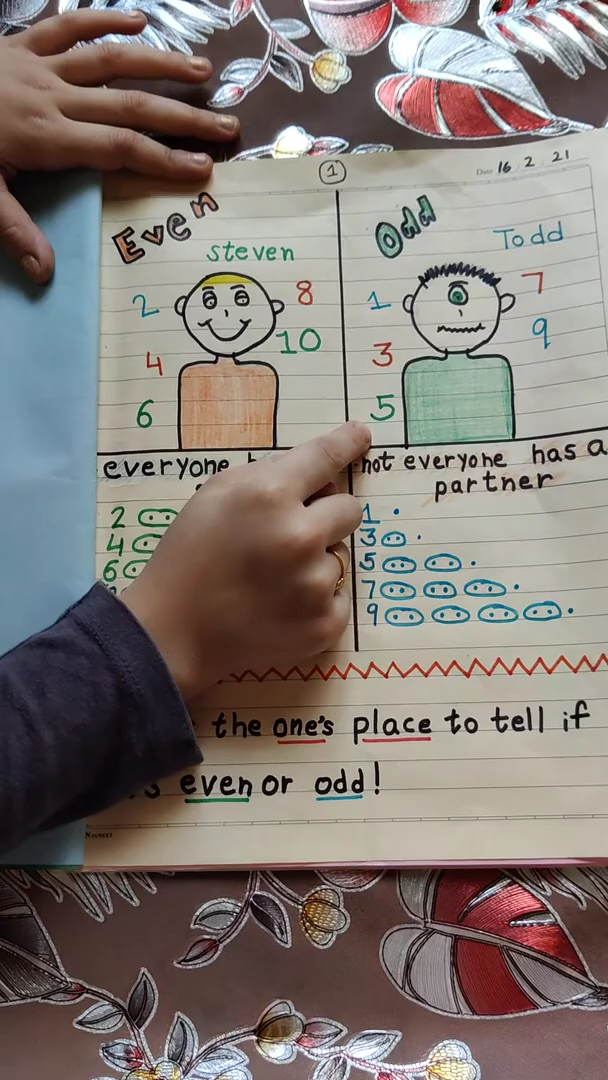 1
Date 16 . 2 . 21
Even
steven
2
8
10
4
6
Odd
Todd
1
7
9
3
5
everyone
2
4
6
not everyone has a
partner
1
3
5
7
9
the one's place to tell if
even or odd!
NAVNEET